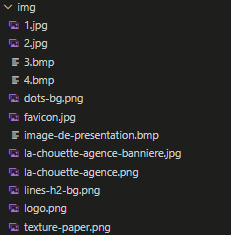 img
1.jpg
2.jpg
3.bmp
4.bmp
dots-bg.png
favicon.jpg
image-de-presentation.bmp
la-chouette-agence-banniere.jpg
la-chouette-agence.png
lines-h2-bg.png
logo.png
texture-paper.png